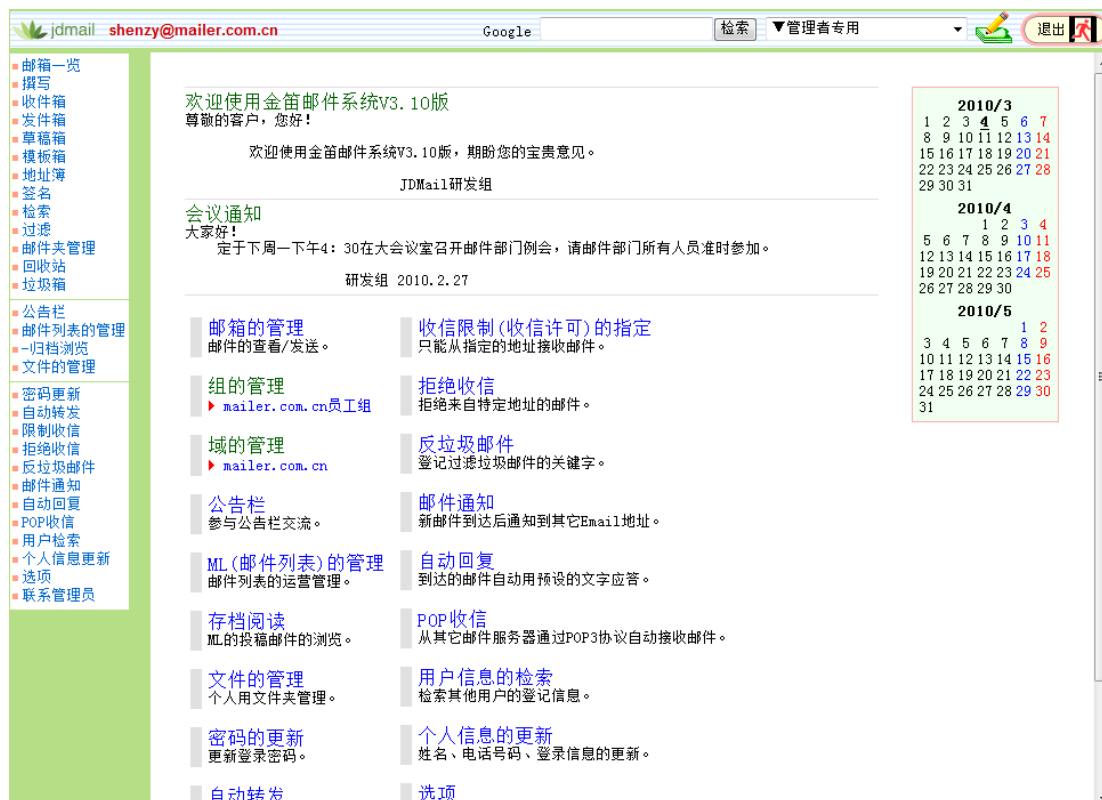 jdmail shenzy@mailer.com.cn Google 检索 ▼管理者专用 退出
邮箱一览
撰写
收件箱
发件箱
草稿箱
模板箱
地址簿
签名
检索
过滤
邮件夹管理
回收站
垃圾箱
公告栏
邮件列表的管理
-归档浏览
文件的管理
密码更新
自动转发
限制收信
拒绝收信
反垃圾邮件
邮件通知
自动回复
POP收信
用户检索
个人信息更新
选项
联系管理员
欢迎使用金笛邮件系统V3.10版
尊敬的客户，您好！
欢迎使用金笛邮件系统V3.10版，期盼您的宝贵意见。
JDMail研发组
会议通知
大家好！
定于下周一下午4：30在大会议室召开邮件部门例会，请邮件部门所有人员准时参加。
研发组 2010.2.27
邮箱的管理
邮件的查看/发送。
收信限制(收信许可)的指定
只能从指定的地址接收邮件。
组的管理
mailer.com.cn员工组
拒绝收信
拒绝来自特定地址的邮件。
域的管理
mailer.com.cn
反垃圾邮件
登记过滤垃圾邮件的关键字。
公告栏
参与公告栏交流。
邮件通知
新邮件到达后通知到其它Email地址。
ML(邮件列表)的管理
邮件列表的运营管理。
自动回复
到达的邮件自动用预设的文字应答。
存档阅读
ML的投稿邮件的浏览。
POP收信
从其它邮件服务器通过POP3协议自动接收邮件。
文件的管理
个人用文件夹管理。
用户信息的检索
检索其他用户的登记信息。
密码的更新
更新登录密码。
个人信息的更新
姓名、电话号码、登录信息的更新。
自动转发
选项
2010/3
1 2 3 4 5 6 7
8 9 10 11 12 13 14
15 16 17 18 19 20 21
22 23 24 25 26 27 28
29 30 31
2010/4
1 2 3 4
5 6 7 8 9 10 11
12 13 14 15 16 17 18
19 20 21 22 23 24 25
26 27 28 29 30
2010/5
1 2
3 4 5 6 7 8 9
10 11 12 13 14 15 16
17 18 19 20 21 22 23
24 25 26 27 28 29 30
31